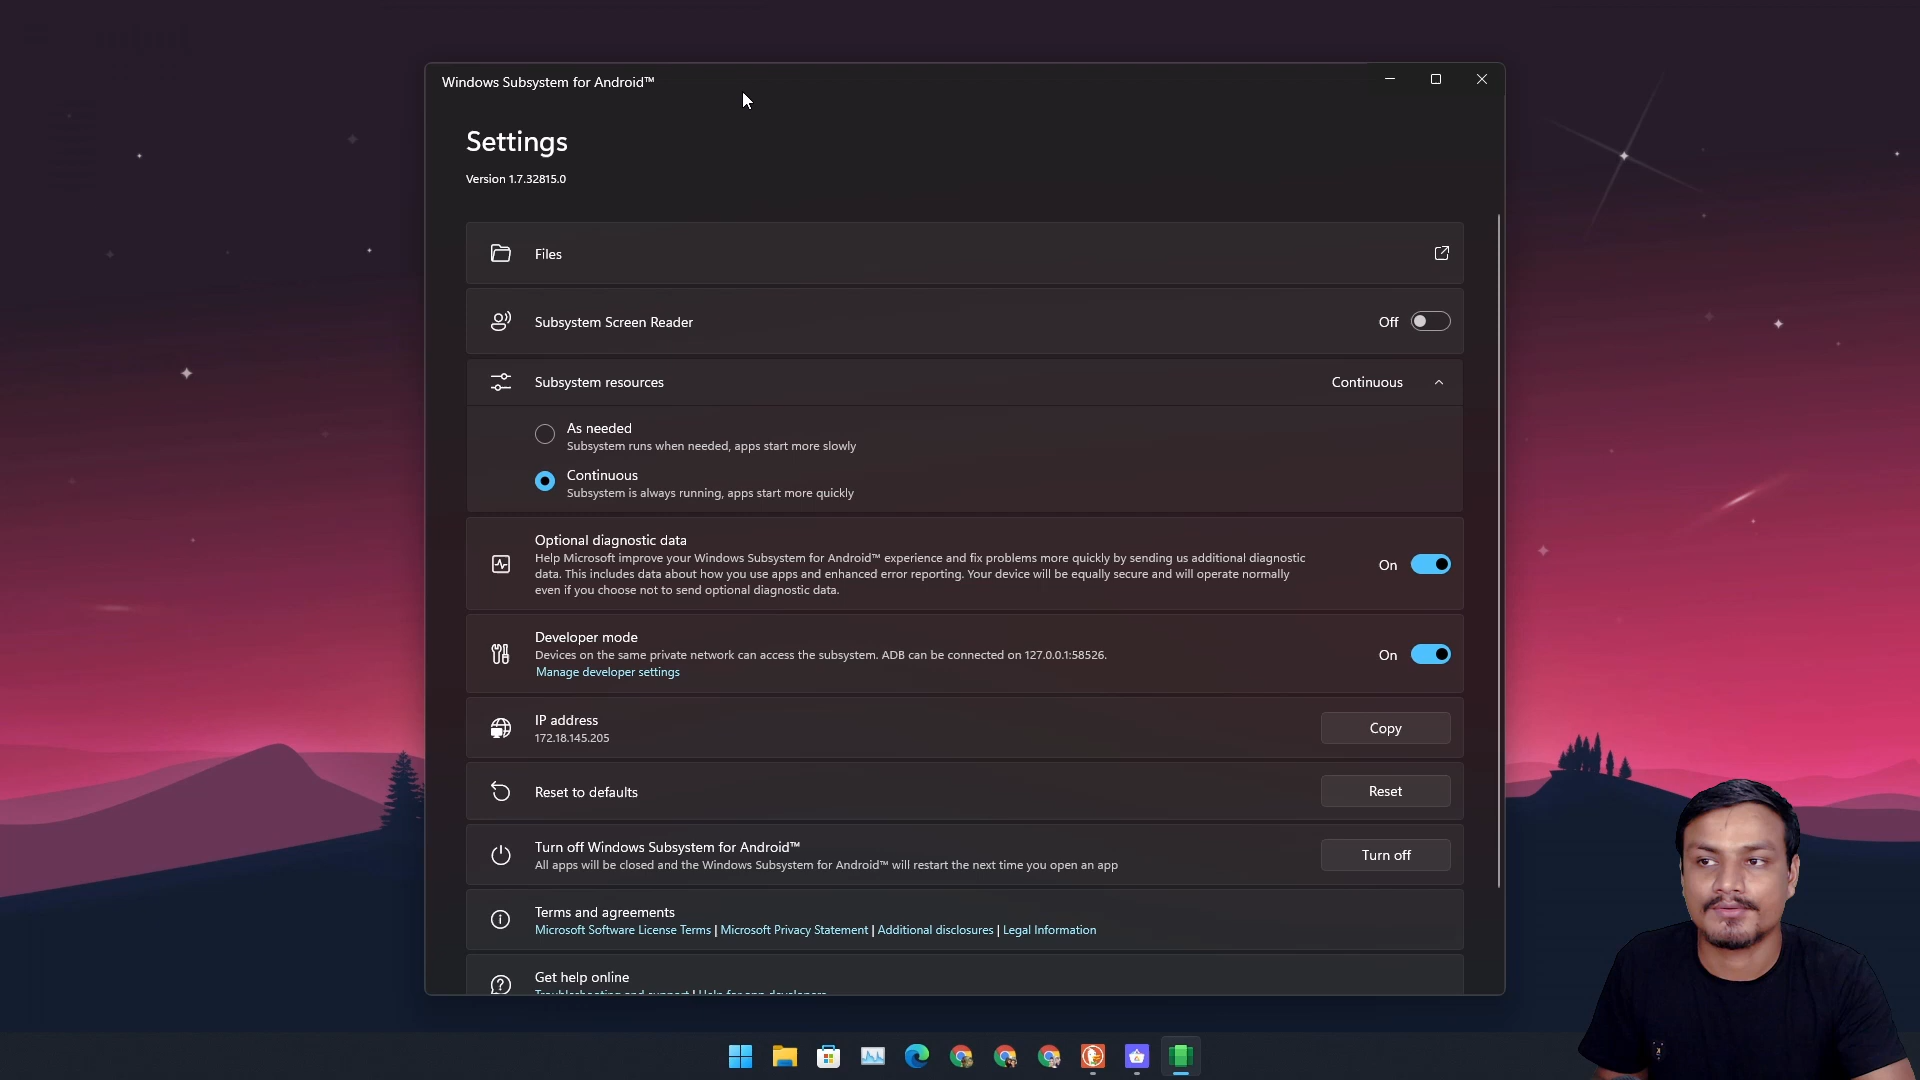 Windows Subsystem for Android™
Settings
Version 1.7.32815.0
Files
Subsystem Screen Reader
Off
Subsystem resources
Continuous
As needed
Subsystem runs when needed, apps start more slowly
Continuous
Subsystem is always running, apps start more quickly
Optional diagnostic data
Help Microsoft improve your Windows Subsystem for Android™ experience and fix problems more quickly by sending us additional diagnostic
data. This includes data about how you use apps and enhanced error reporting. Your device will be equally secure and will operate normally
even if you choose not to send optional diagnostic data.
On
Developer mode
Devices on the same private network can access the subsystem. ADB can be connected on 127.0.0.1:58526.
Manage developer settings
On
IP address
172.18.145.205
Copy
Reset to defaults
Reset
Turn off Windows Subsystem for Android™
All apps will be closed and the Windows Subsystem for Android™ will restart the next time you open an app
Turn off
Terms and agreements
Microsoft Software License Terms | Microsoft Privacy Statement | Additional disclosures | Legal Information
Get help online
Troubleshooting and support | Help for app developers